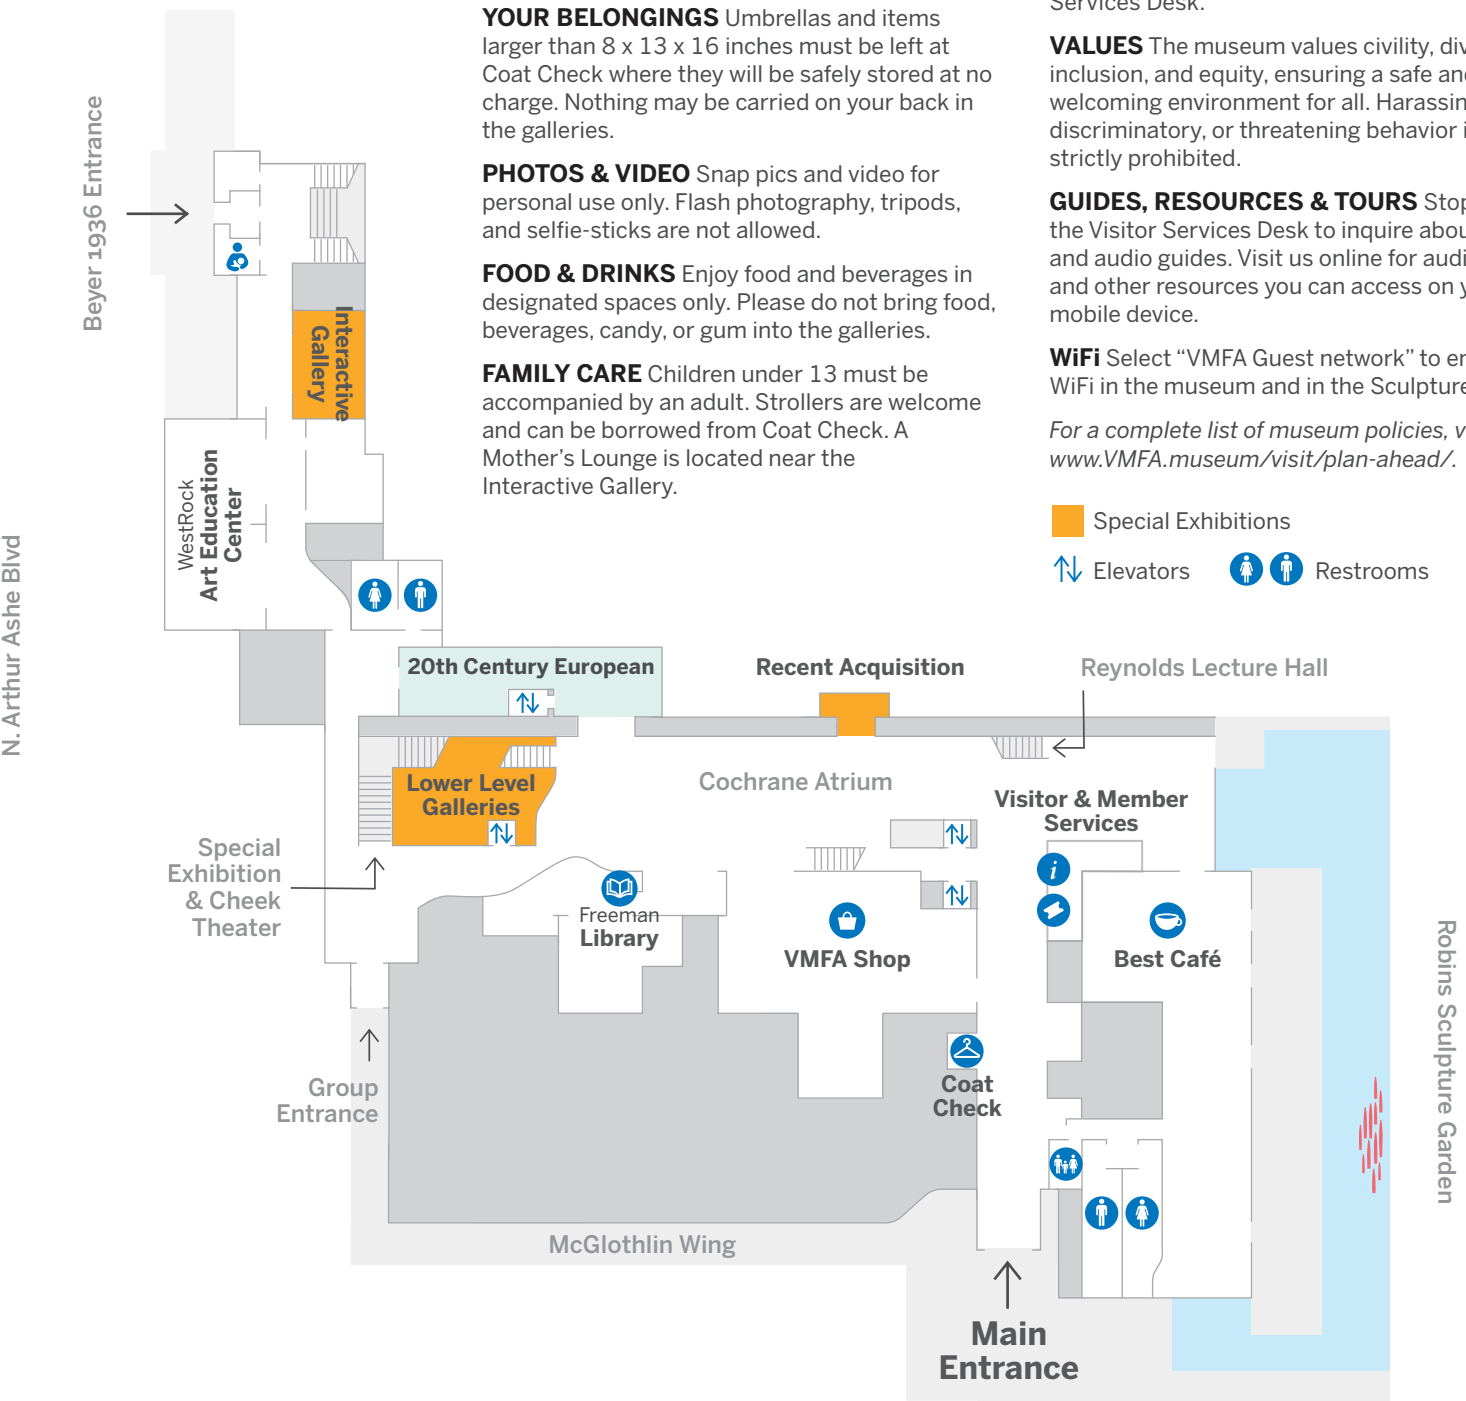 YOUR BELONGINGS Umbrellas and items
larger than 8 x 13 x 16 inches must be left at
Coat Check where they will be safely stored at no
charge. Nothing may be carried on your back in
the galleries.
PHOTOS & VIDEO Snap pics and video for
personal use only. Flash photography, tripods,
and selfie-sticks are not allowed.
FOOD & DRINKS Enjoy food and beverages in
designated spaces only. Please do not bring food,
beverages, candy, or gum into the galleries.
FAMILY CARE Children under 13 must be
accompanied by an adult. Strollers are welcome
and can be borrowed from Coat Check. A
Mother's Lounge is located near the
Interactive Gallery.
Services Desk.
VALUES The museum values civility,
inclusion, and equity, ensuring a safe
welcoming environment for all.
discriminatory, or threatening behavior
strictly prohibited.
GUIDES, RESOURCES & TOURS
the Visitor Services Desk to inquire
and audio guides. Visit us online for
and other resources you can access on
mobile device.
WiFi Select “VMFA Guest network” to
WiFi in the museum and in the Sculpture
For a complete list of museum policies,
www.VMFA.museum/visit/plan-ahead/.
Special Exhibitions
Elevators
Restrooms
Beyer 1936 Entrance
Interactive
Gallery
WestRock
Art Education
Center
N. Arthur Ashe Blvd
20th Century European
Recent Acquisition
Reynolds Lecture Hall
Lower Level
Galleries
Cochrane Atrium
Visitor & Member
Services
Special
Exhibition
& Cheek
Theater
i
Freeman
Library
VMFA Shop
Best Café
Robins Sculpture Garden
Coat
Check
Group
Entrance
McGlothlin Wing
Main
Entrance